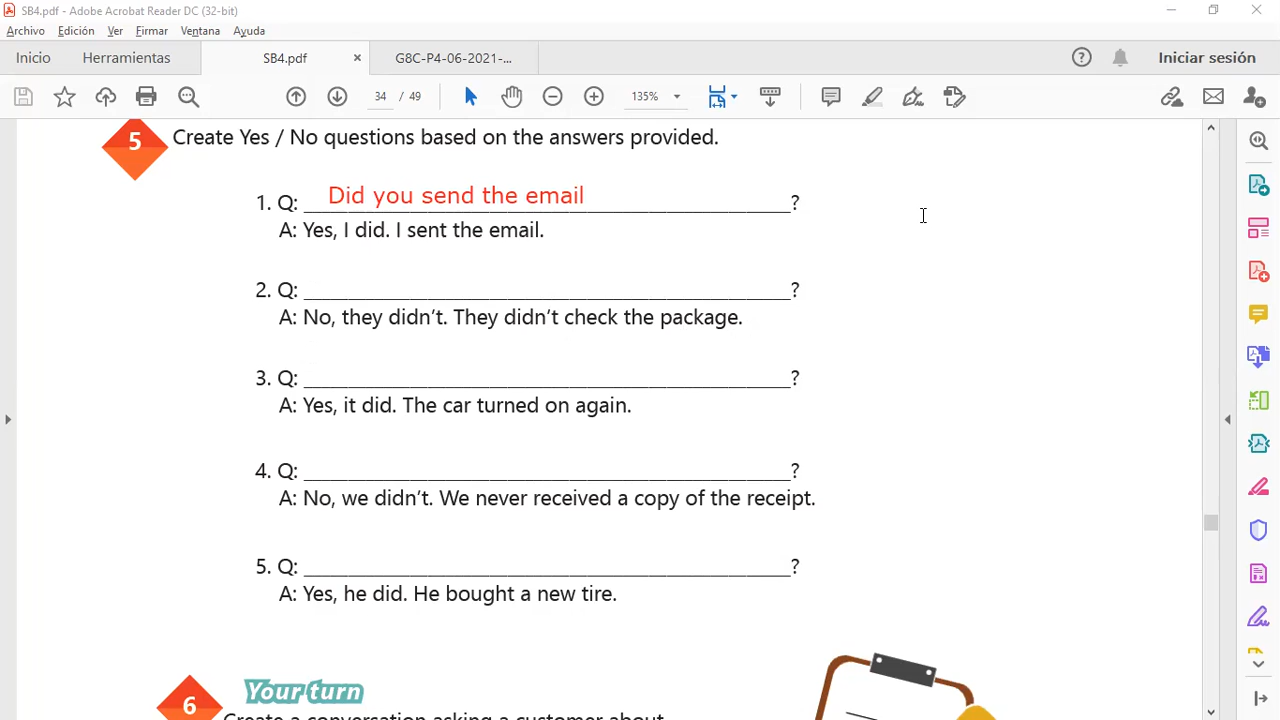 SB4.pdf - Adobe Acrobat Reader DC (32-bit)
Archivo Edición Ver Firmar Ventana Ayuda
Inicio Herramientas SB4.pdf × G8C-P4-06-2021-... Iniciar sesión
34 / 49 135%
5 Create Yes / No questions based on the answers provided.
1. Q: Did you send the email ?
A: Yes, I did. I sent the email.
2. Q: ?
A: No, they didn't. They didn't check the package.
3. Q: ?
A: Yes, it did. The car turned on again.
4. Q: ?
A: No, we didn't. We never received a copy of the receipt.
5. Q: ?
A: Yes, he did. He bought a new tire.
6 Your turn
Create a conversation asking a customer about